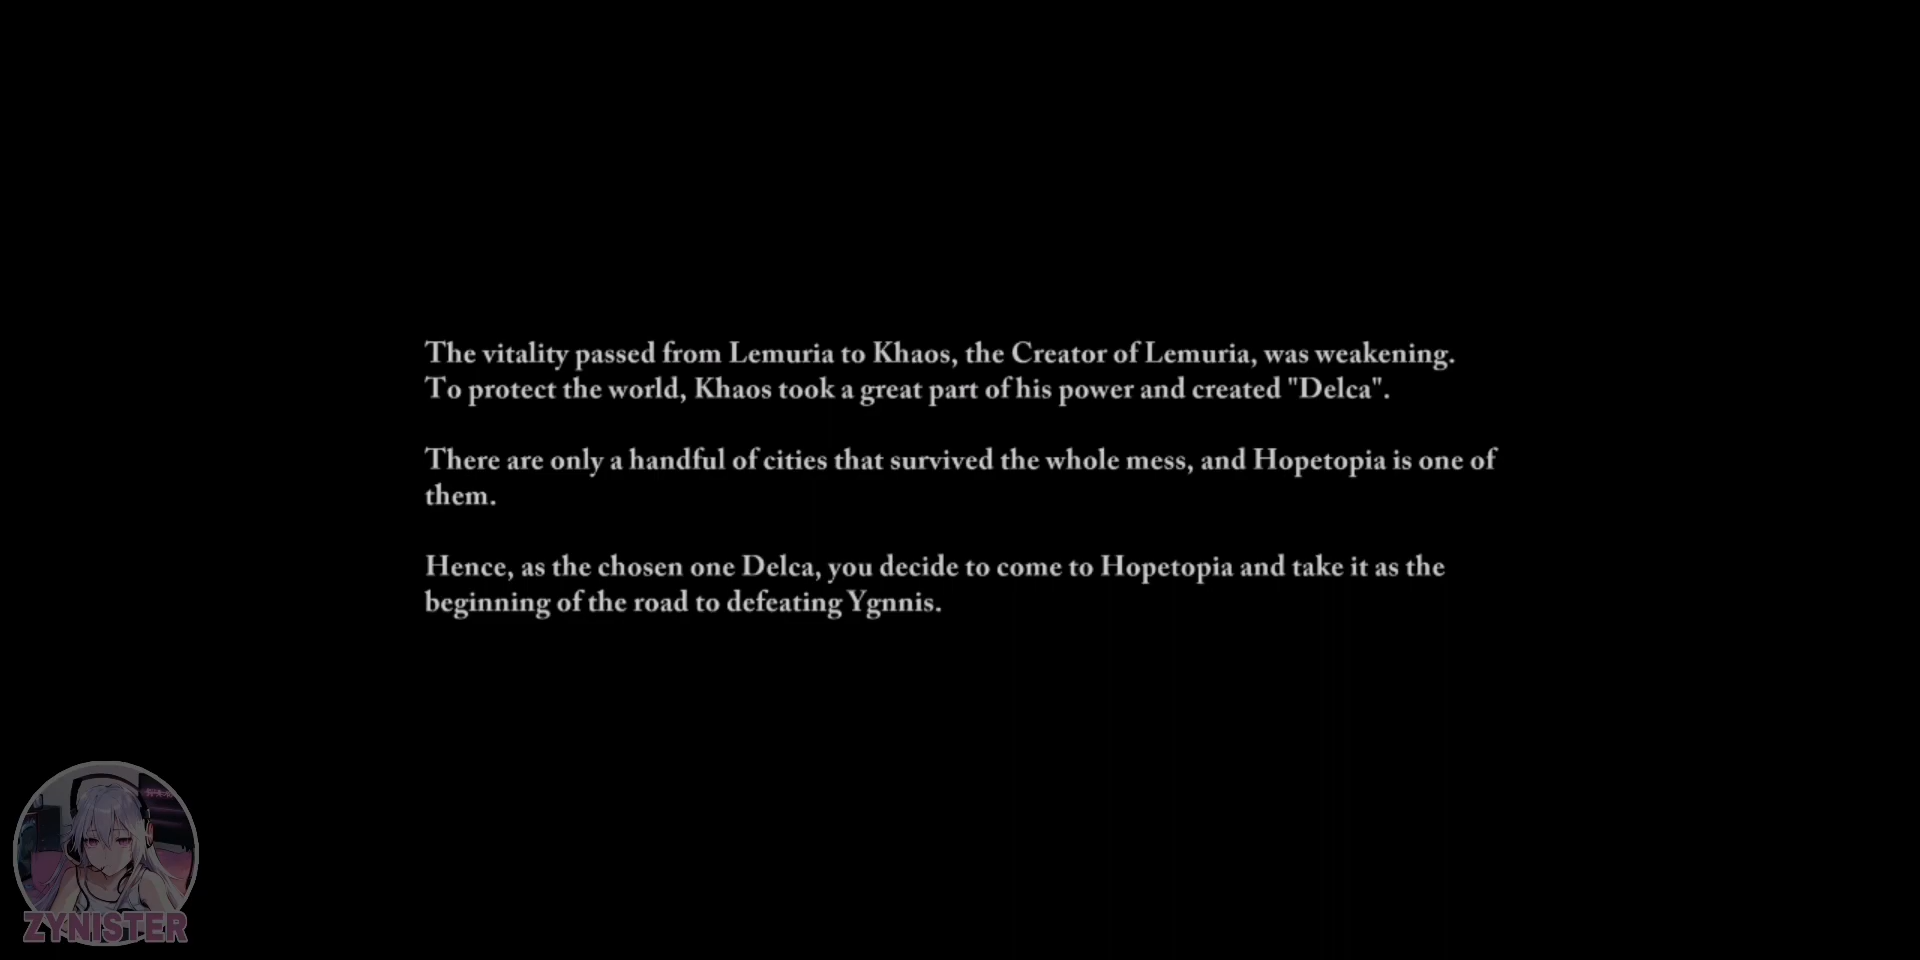 The vitality passed from Lemuria to Khaos, the Creator of Lemuria, was weakening.
To protect the world, Khaos took a great part of his power and created "Delca".
There are only a handful of cities that survived the whole mess, and Hopetopia is one of
them.
Hence, as the chosen one Delca, you decide to come to Hopetopia and take it as the
beginning of the road to defeating Ygnnis.
ZYNISTER